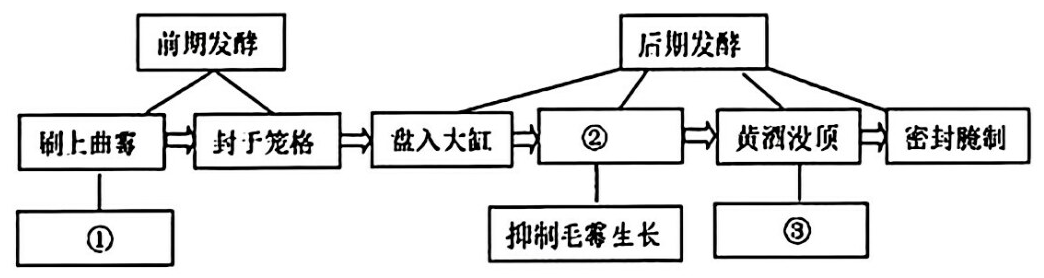 前期发酵
后期发酵
刷上曲霉
封于笼格
盘入大缸
②
黄酒没顶
密封腌制
①
抑制毛霉生长
③